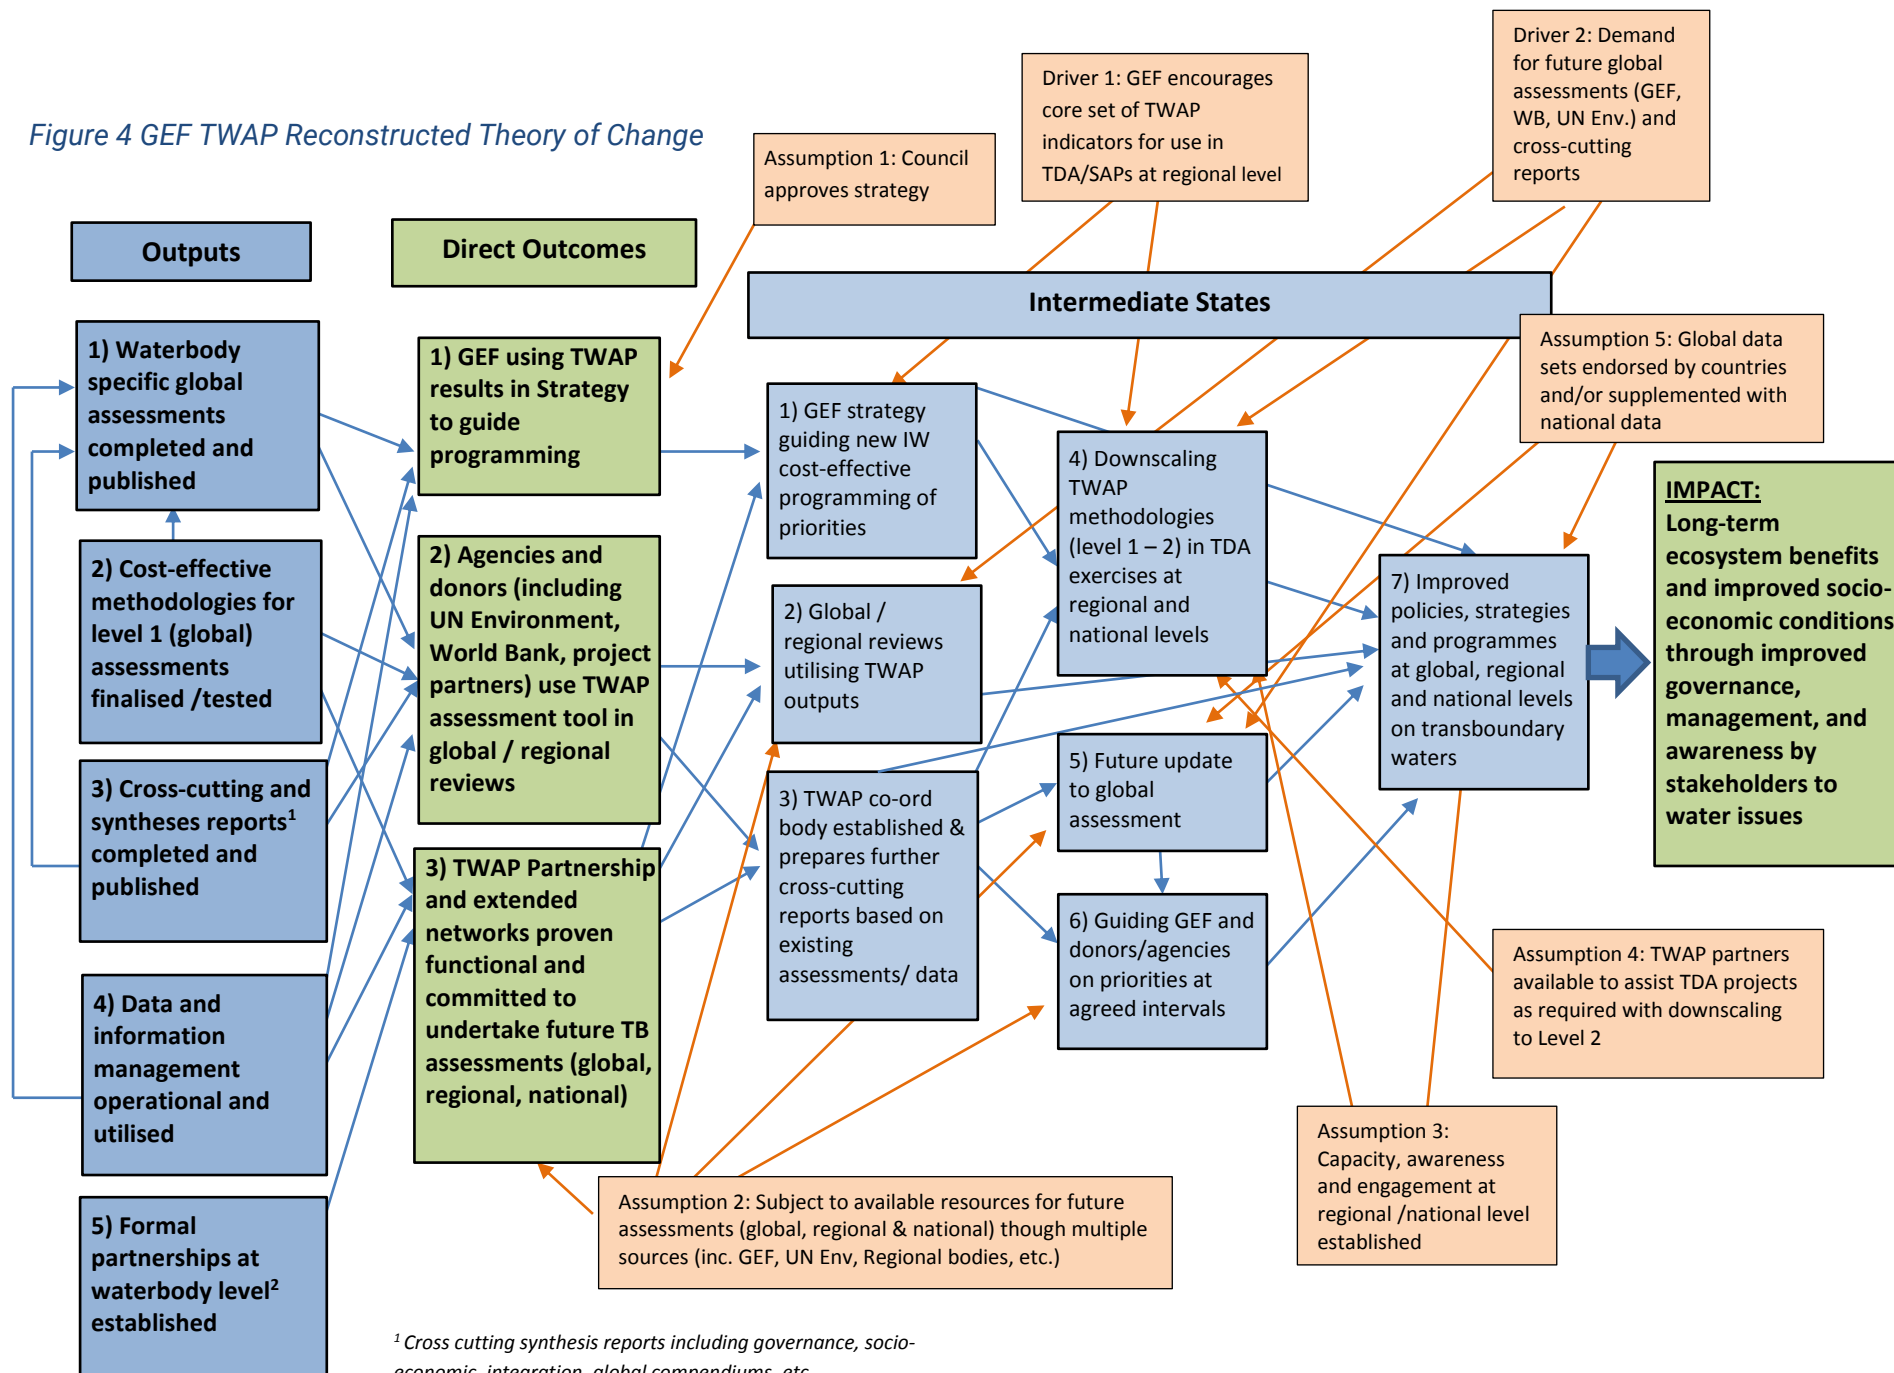 Figure 4 GEF TWAP Reconstructed Theory of Change
Assumption 1: Council
approves strategy
Driver 1: GEF encourages
core set of TWAP
indicators for use in
TDA/SAPs at regional level
Driver 2: Demand
for future global
assessments (GEF,
WB, UN Env.) and
cross-cutting
reports
Outputs
Direct Outcomes
Intermediate States
1) Waterbody
specific global
assessments
completed and
published
2) Cost-effective
methodologies for
level 1 (global)
assessments
finalised /tested
3) Cross-cutting and
syntheses reports¹
completed and
published
4) Data and
information
management
operational and
utilised
5) Formal
partnerships at
waterbody level²
established
1) GEF using TWAP
results in Strategy
to guide
programming
2) Agencies and
donors (including
UN Environment,
World Bank, project
partners) use TWAP
assessment tool in
global / regional
reviews
3) TWAP Partnership
and extended
networks proven
functional and
committed to
undertake future TB
assessments (global,
regional, national)
1) GEF strategy
guiding new IW
cost-effective
programming of
priorities
2) Global /
regional reviews
utilising TWAP
outputs
3) TWAP co-ord
body established &
prepares further
cross-cutting
reports based on
existing
assessments/ data
4) Downscaling
TWAP
methodologies
(level 1 – 2) in TDA
exercises at
regional and
national levels
5) Future update
to global
assessment
6) Guiding GEF and
donors/agencies
on priorities at
agreed intervals
Assumption 5: Global data
sets endorsed by countries
and/or supplemented with
national data
7) Improved
policies, strategies
and programmes
at global, regional
and national levels
on transboundary
waters
IMPACT:
Long-term
ecosystem benefits
and improved socio-
economic conditions
through improved
governance,
management, and
awareness by
stakeholders to
water issues
Assumption 4: TWAP partners
available to assist TDA projects
as required with downscaling
to Level 2
Assumption 3:
Capacity, awareness
and engagement at
regional /national level
established
Assumption 2: Subject to available resources for future
assessments (global, regional & national) though multiple
sources (inc. GEF, UN Env, Regional bodies, etc.)
¹ Cross cutting synthesis reports including governance, socio-
economic, integration, global compendiums, etc